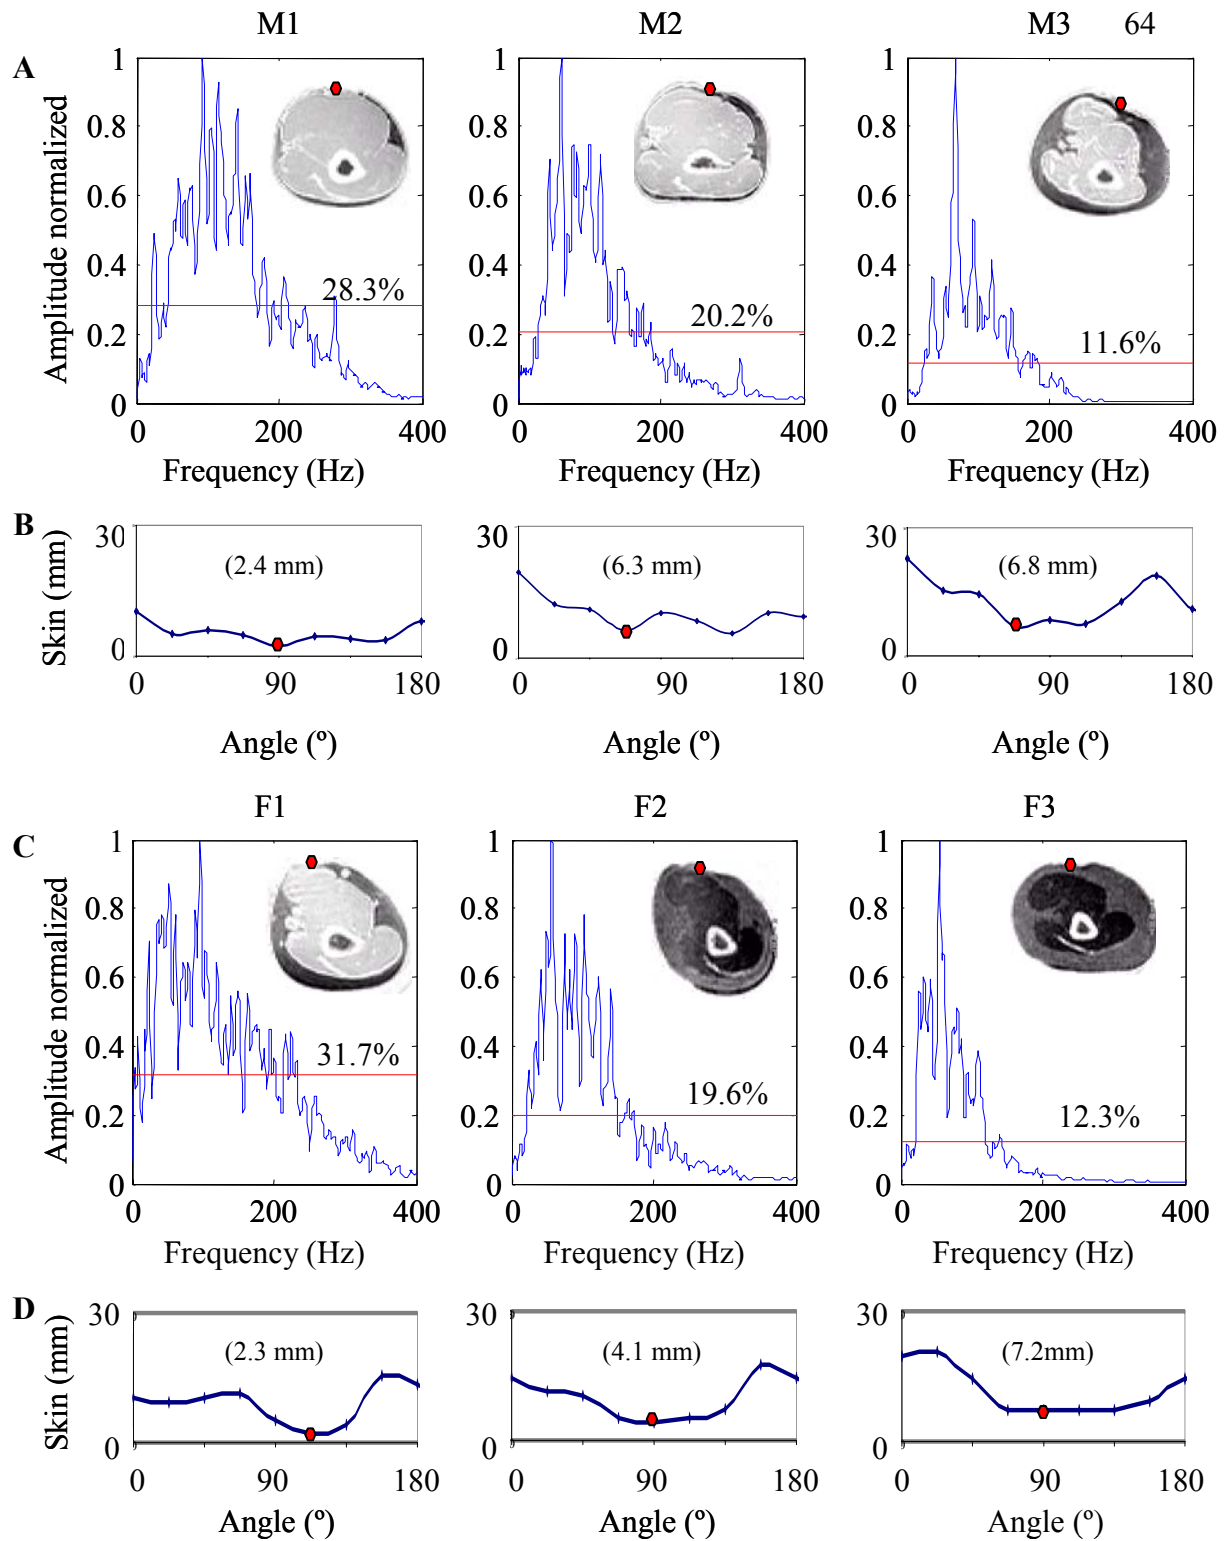 M1 M2 M3 64
A
Amplitude normalized
1 1 1
0.8 0.8 0.8
0.6 0.6 0.6
0.4 0.4 0.4
28.3% 20.2% 11.6%
0.2 0.2 0.2
0 0 0
0 200 400 0 200 400 0 200 400
Frequency (Hz) Frequency (Hz) Frequency (Hz)
B
Skin (mm)
30 30 30
(2.4 mm) (6.3 mm) (6.8 mm)
0 0 0
0 90 180 0 90 180 0 90 180
Angle (º) Angle (º) Angle (º)
F1 F2 F3
C
Amplitude normalized
1 1 1
0.8 0.8 0.8
0.6 0.6 0.6
0.4 0.4 0.4
31.7% 19.6% 12.3%
0.2 0.2 0.2
0 0 0
0 200 400 0 200 400 0 200 400
Frequency (Hz) Frequency (Hz) Frequency (Hz)
D
Skin (mm)
30 30 30
(2.3 mm) (4.1 mm) (7.2mm)
0 0 0
0 90 180 0 90 180 0 90 180
Angle (º) Angle (º) Angle (º)